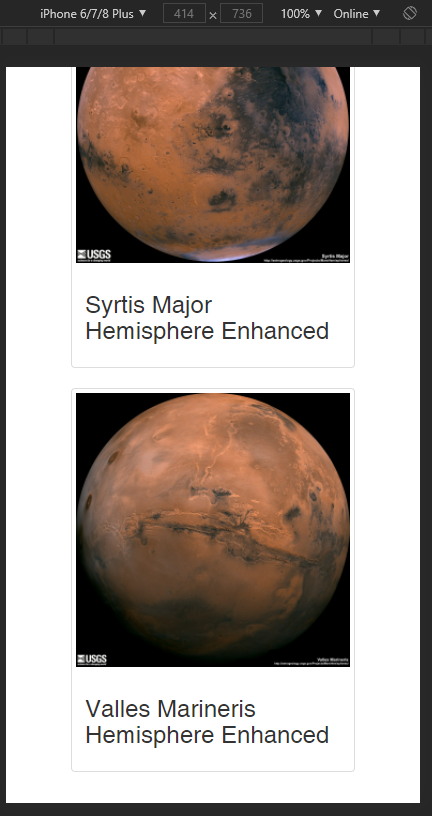 iPhone 6/7/8 Plus ▼ 414 × 736 100% ▼ Online ▼
USGS
Syrtis Major
Syrtis Major
Hemisphere Enhanced
USGS
Valles Marineris
Valles Marineris
Hemisphere Enhanced